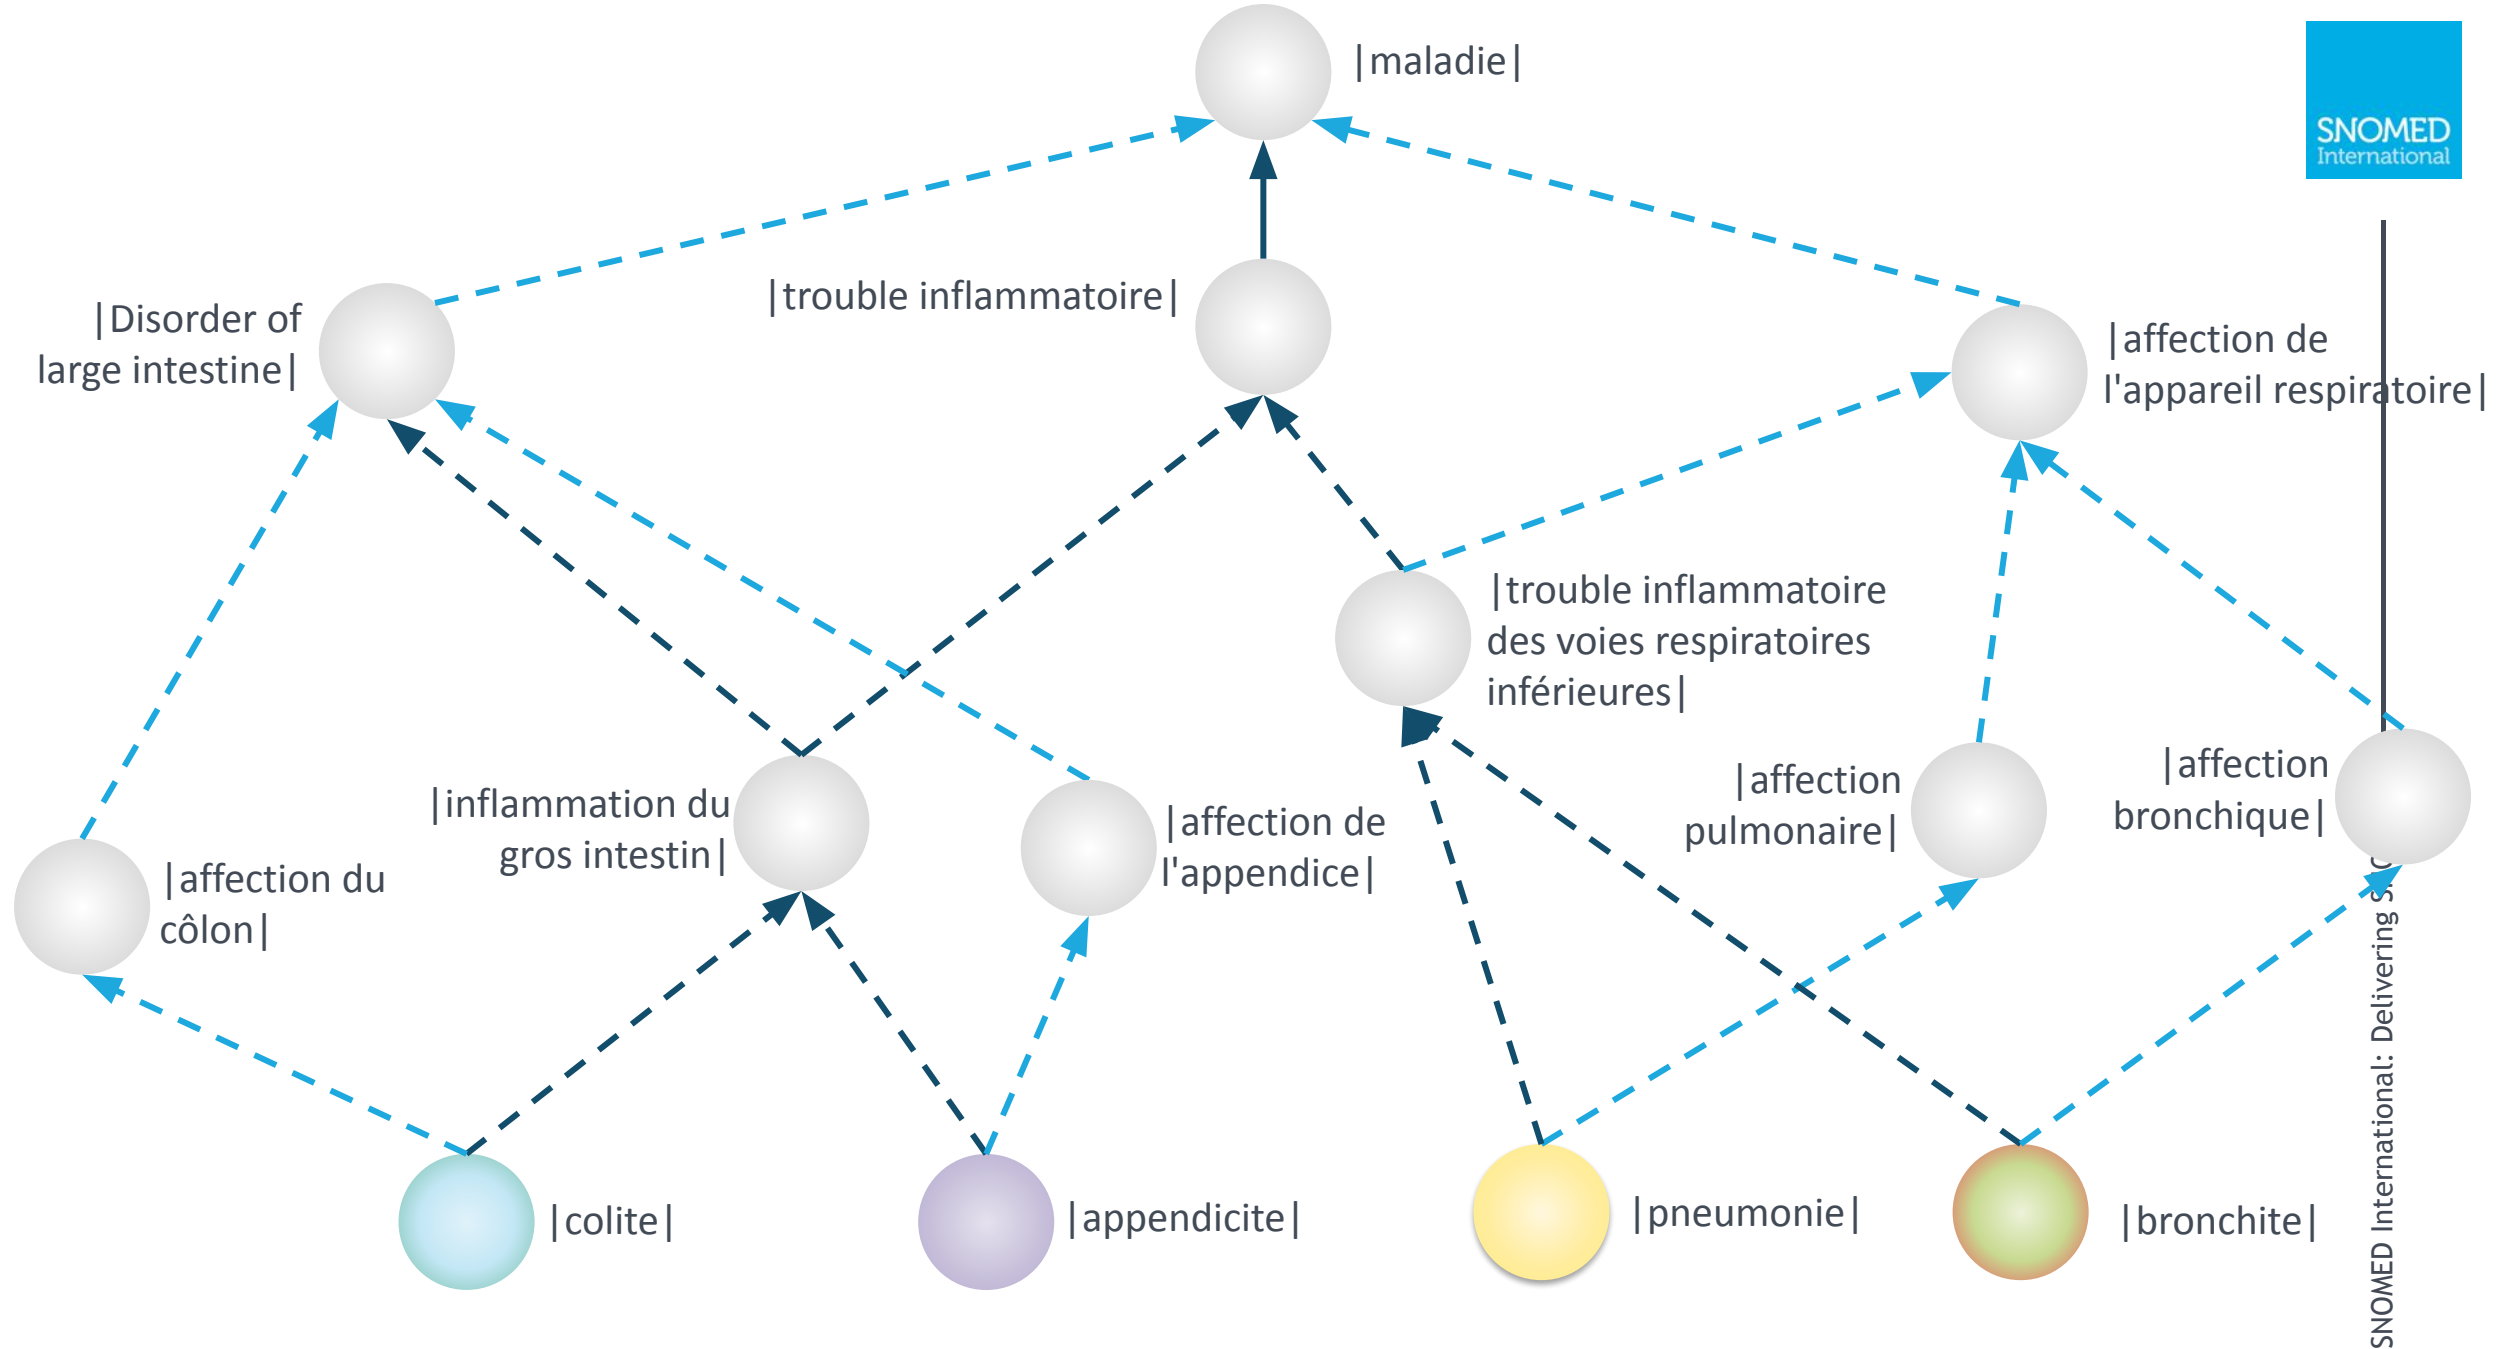 |maladie|
SNOMED
International
|trouble inflammatoire|
|Disorder of
large intestine|
|affection de
l'appareil respiratoire|
|trouble inflammatoire
des voies respiratoires
inférieures|
|inflammation du
gros intestin|
|affection de
l'appendice|
|affection
pulmonaire|
|affection
bronchique|
|affection du
côlon|
|colite|
|appendicite|
|pneumonie|
|bronchite|
SNOMED International: Delivering